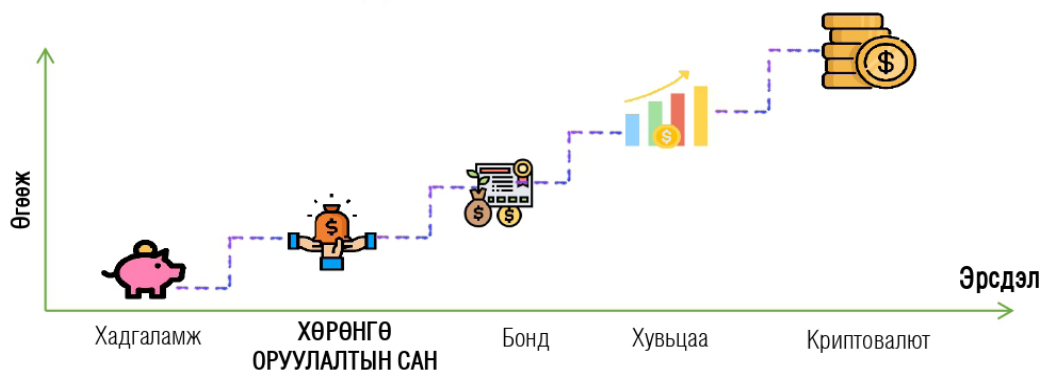 Өгөөж
Эрсдэл
Хадгаламж
ХӨРӨНГӨ
ОРУУЛАЛТЫН САН
Бонд
Хувьцаа
Криптовалют